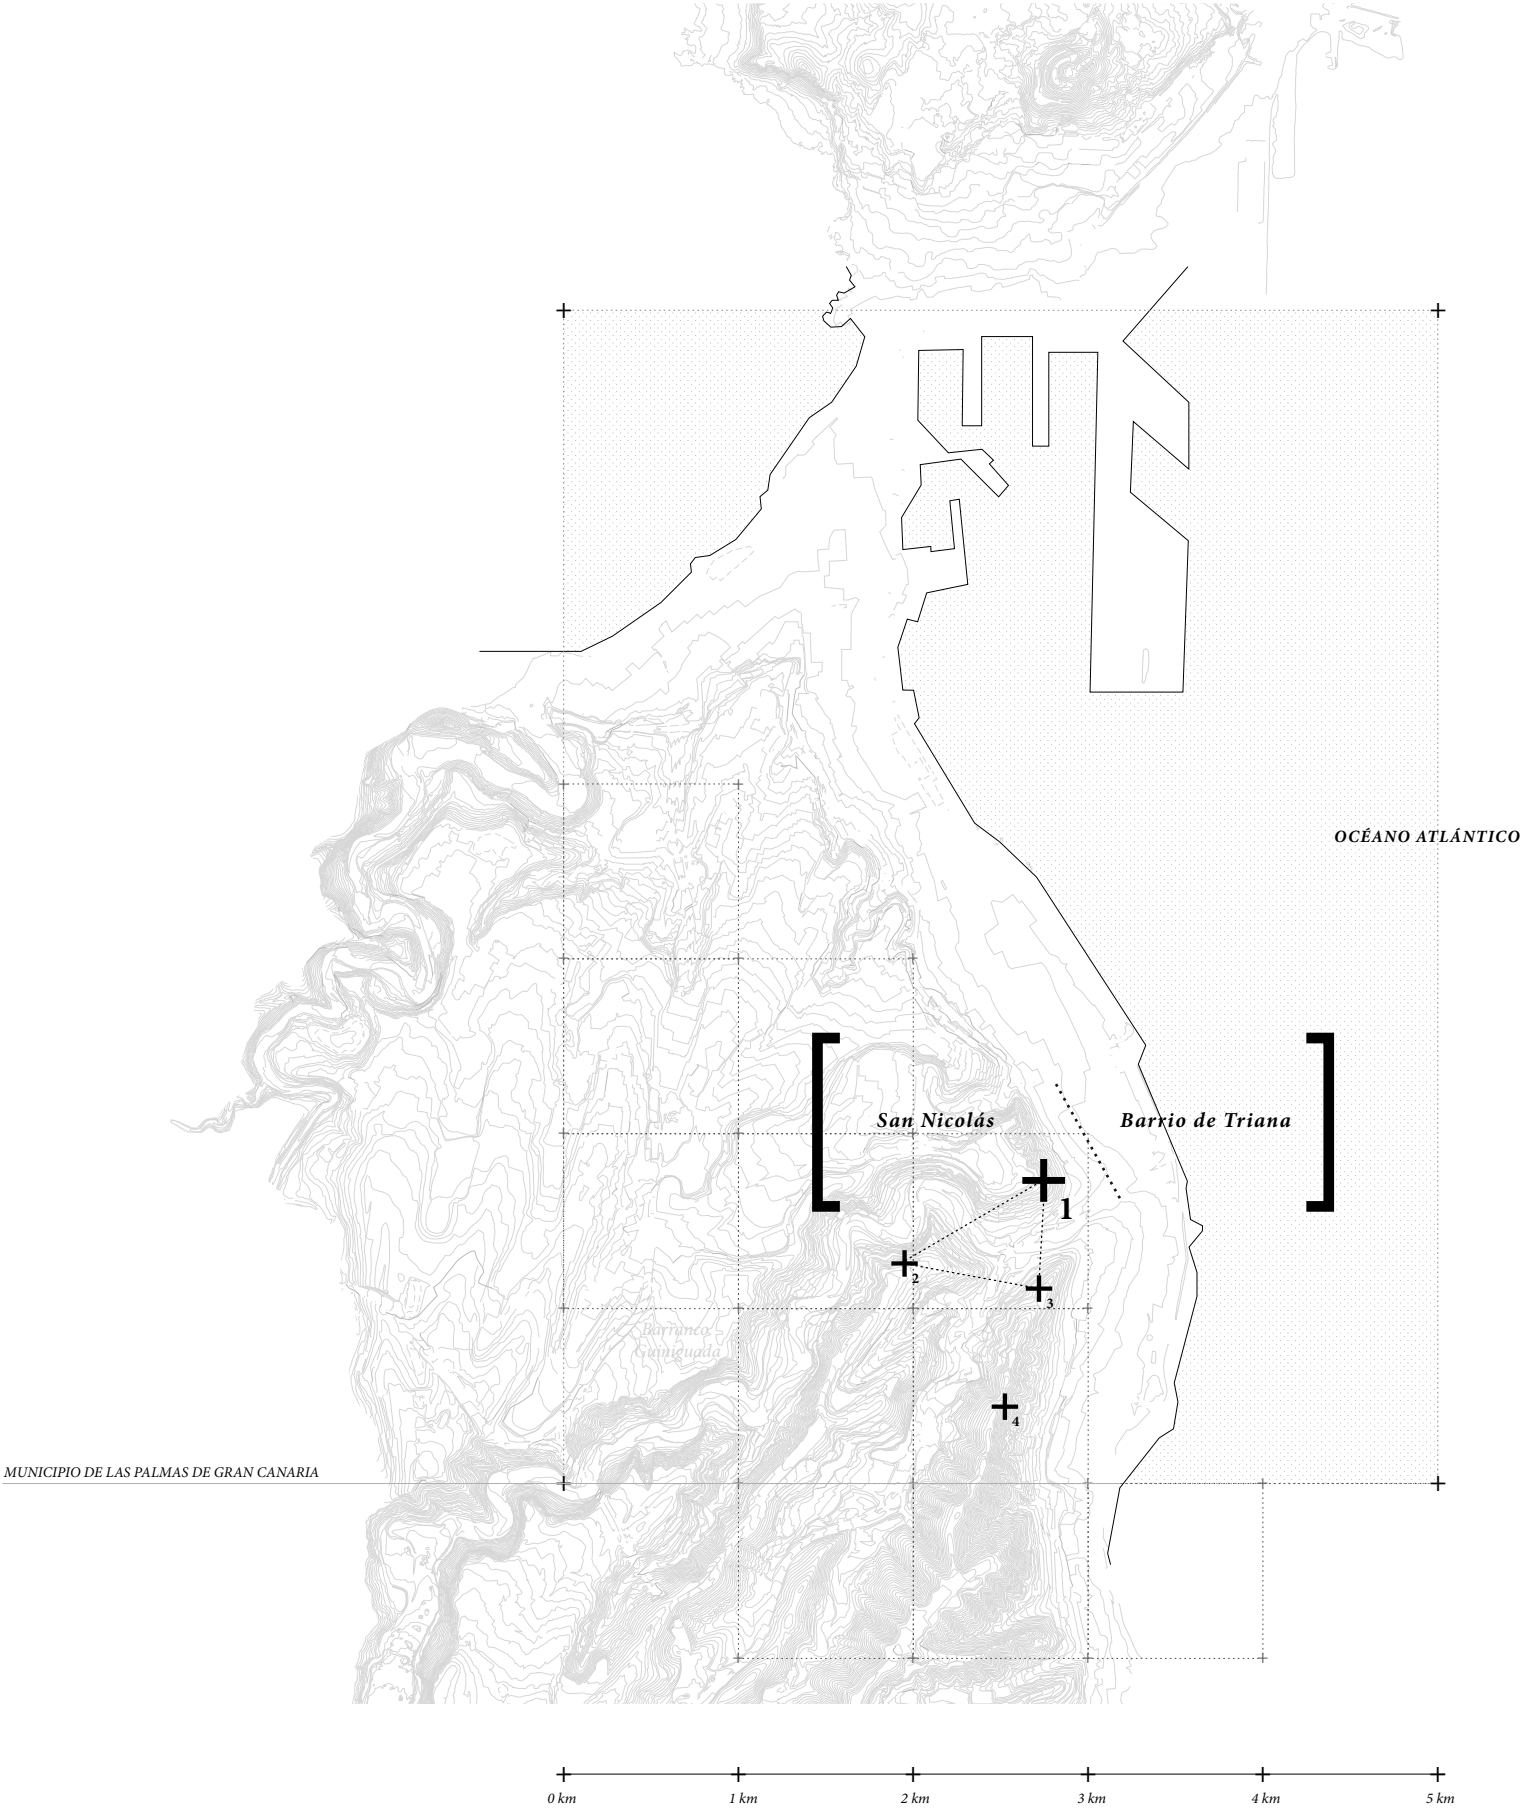 OCÉANO ATLÁNTICO
San Nicolás
Barrio de Triana
1
2
3
Barranco
Guiniguada
4
MUNICIPIO DE LAS PALMAS DE GRAN CANARIA
0 km
1 km
2 km
3 km
4 km
5 km